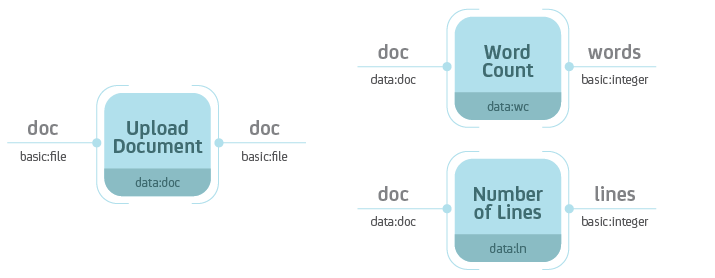 doc
basic:file
Upload
Document
data:doc
doc
basic:file
doc
data:doc
Word
Count
data:wc
words
basic:integer
doc
data:doc
Number
of Lines
data:ln
lines
basic:integer